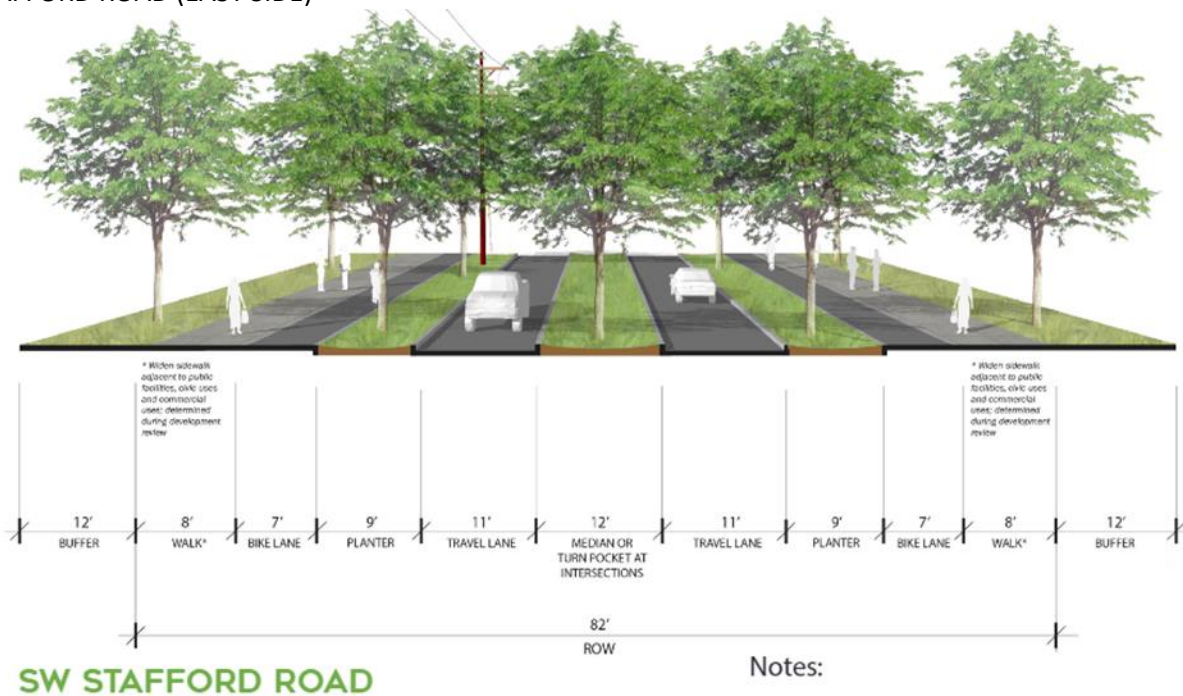 * Widen sidewalk
adjacent to public
facilities, civic uses
and commercial
uses; determined
during development
review
* Widen sidewalk
adjacent to public
facilities, civic uses
and commercial
uses; determined
during development
review
12' 8' 7' 9' 11' 12' 11' 9' 7' 8' 12'
BUFFER WALK* BIKE LANE PLANTER TRAVEL LANE MEDIAN OR TRAVEL LANE PLANTER BIKE LANE WALK* BUFFER
TURN POCKET AT
INTERSECTIONS
82'
ROW
Notes:
SW STAFFORD ROAD